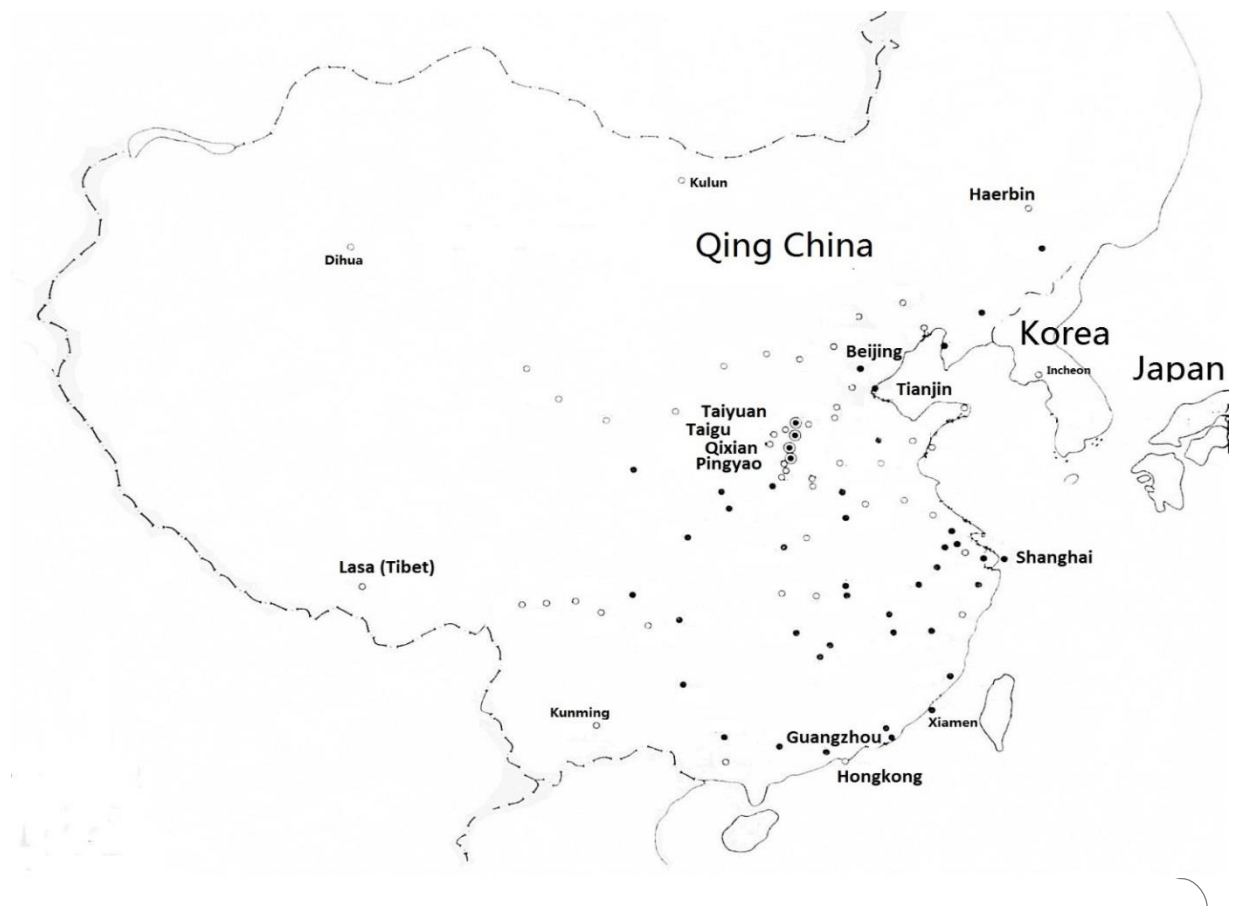 Kulun
Haerbin
Qing China
Dihua
Korea
Beijing
Incheon
Japan
Tianjin
Taiyuan
Taigu
Qixian
Pingyao
Shanghai
Lasa (Tibet)
Kunming
Xiamen
Guangzhou
Hongkong